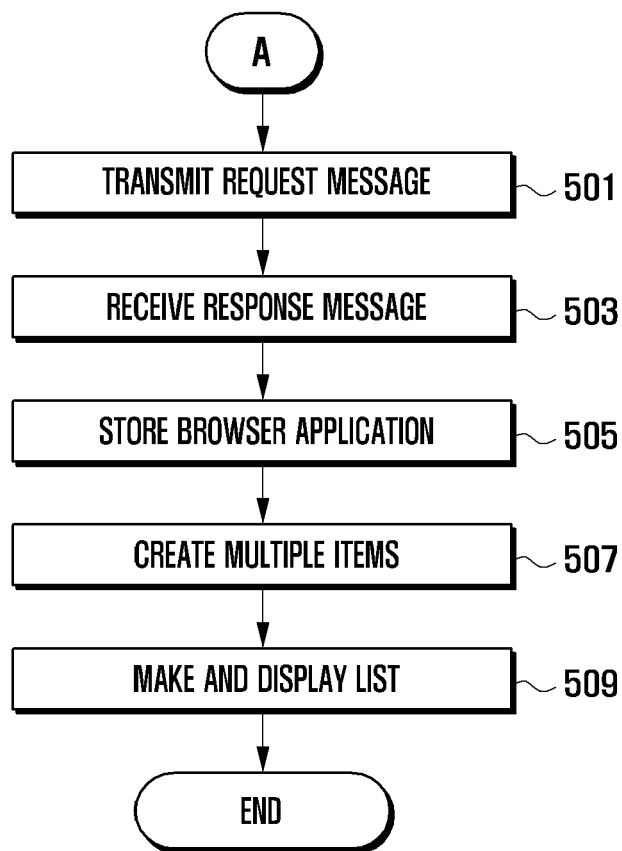 A
TRANSMIT REQUEST MESSAGE 501
RECEIVE RESPONSE MESSAGE 503
STORE BROWSER APPLICATION 505
CREATE MULTIPLE ITEMS 507
MAKE AND DISPLAY LIST 509
END